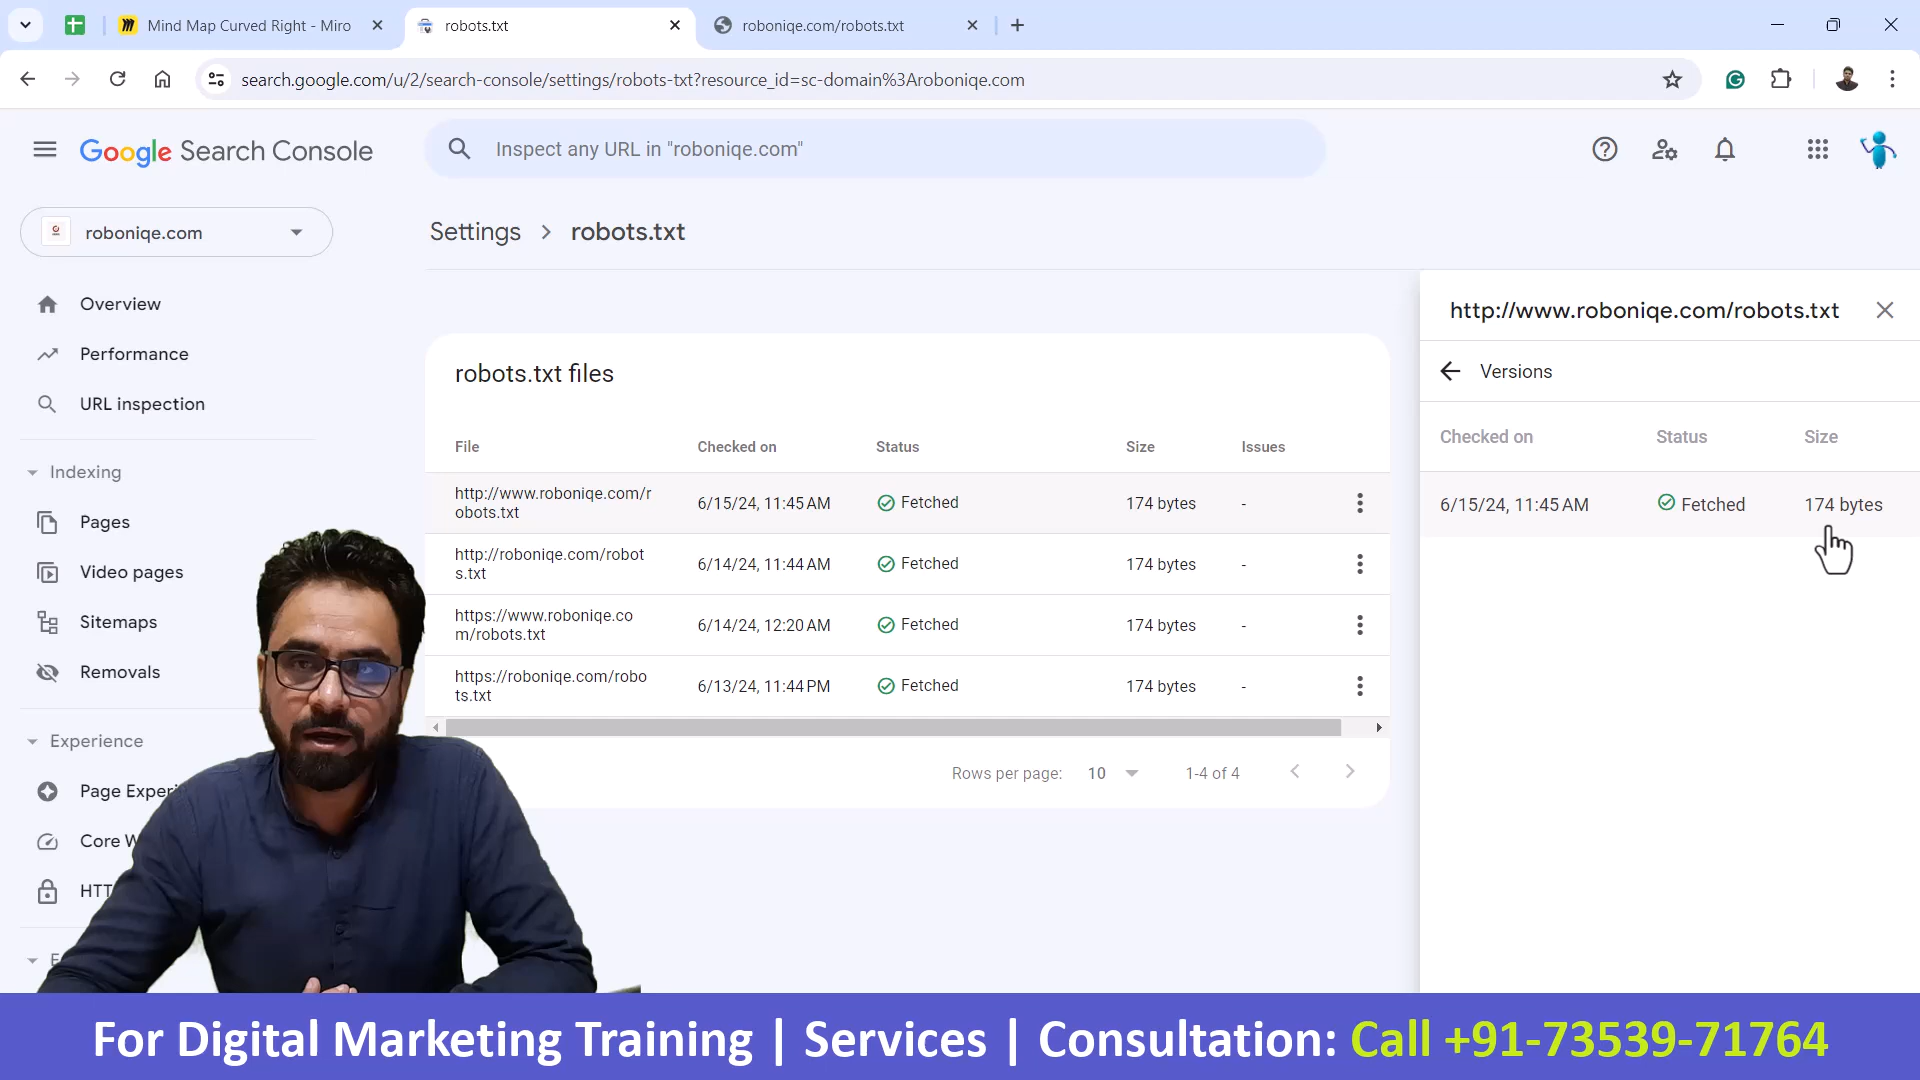 Mind Map Curved Right - Miro
robots.txt
roboniqe.com/robots.txt
search.google.com/u/2/search-console/settings/robots-txt?resource_id=sc-domain%3Aroboniqe.com
Google Search Console
Inspect any URL in "roboniqe.com"
roboniqe.com
Settings > robots.txt
Overview
Performance
URL inspection
Indexing
Pages
Video pages
Sitemaps
Removals
Experience
Page Experi
Core W
HTT
E
robots.txt files
File Checked on Status Size Issues
http://www.roboniqe.com/r
obots.txt
6/15/24, 11:45 AM Fetched 174 bytes -
http://roboniqe.com/robot
s.txt
6/14/24, 11:44 AM Fetched 174 bytes -
https://www.roboniqe.co
m/robots.txt
6/14/24, 12:20 AM Fetched 174 bytes -
https://roboniqe.com/robo
ts.txt
6/13/24, 11:44 PM Fetched 174 bytes -
Rows per page: 10 1-4 of 4
http://www.roboniqe.com/robots.txt
Versions
Checked on Status Size
6/15/24, 11:45 AM Fetched 174 bytes
For Digital Marketing Training | Services | Consultation: Call +91-73539-71764